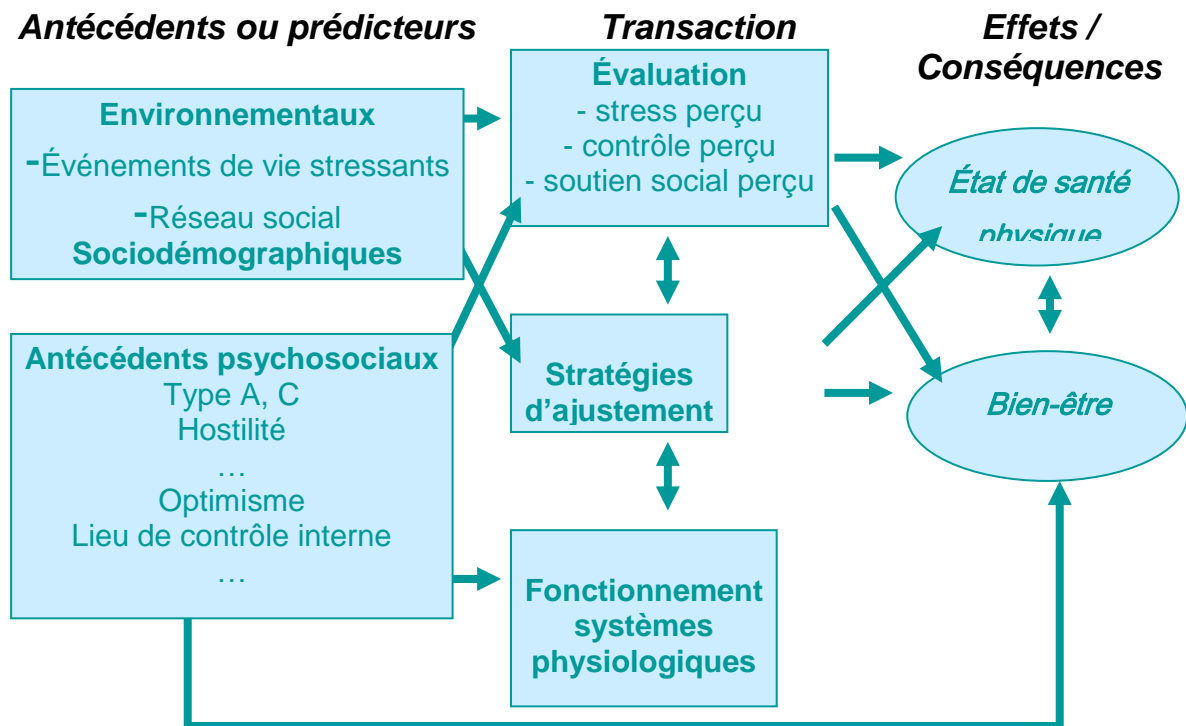 Antécédents ou prédicteurs
Transaction
Effets /
Conséquences
Environnementaux
-Événements de vie stressants
-Réseau social
Sociodémographiques
Antécédents psychosociaux
Type A, C
Hostilité
…
Optimisme
Lieu de contrôle interne
…
Évaluation
- stress perçu
- contrôle perçu
- soutien social perçu
Stratégies
d’ajustement
Fonctionnement
systèmes
physiologiques
État de santé
physique
Bien-être